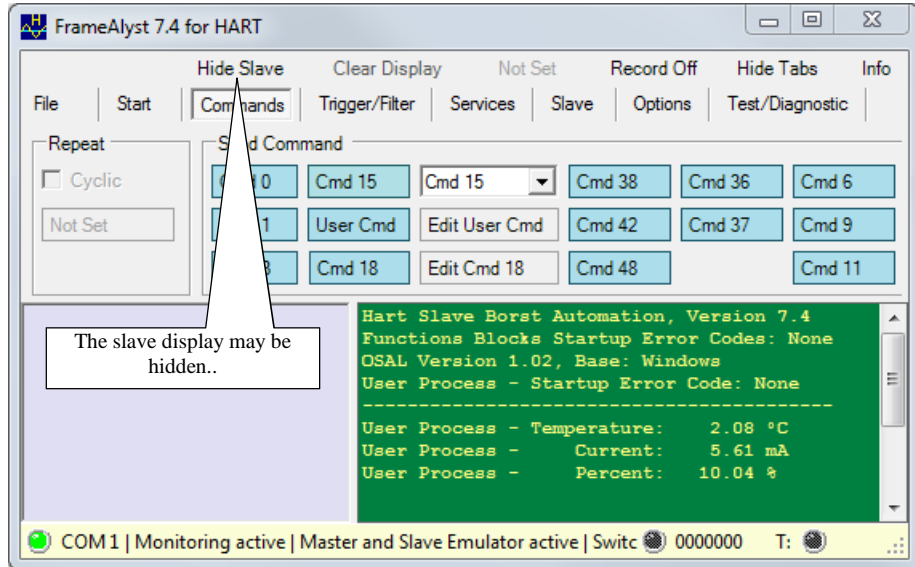 FrameAlyst 7.4 for HART
Hide Slave Clear Display Not Set Record Off Hide Tabs Info
File Start Commands Trigger/Filter Services Slave Options Test/Diagnostic
Repeat Command
Cyclic 0 Cmd 15 Cmd 15 Cmd 38 Cmd 36 Cmd 6
Not Set 1 User Cmd Edit User Cmd Cmd 42 Cmd 37 Cmd 9
Cmd 18 Edit Cmd 18 Cmd 48 Cmd 11
The slave display may be
hidden..
Hart Slave Borst Automation, Version 7.4
Functions Blocks Startup Error Codes: None
OSAL Version 1.02, Base: Windows
User Process - Startup Error Code: None
--------------------------------------------
User Process - Temperature: 2.08 °C
User Process - Current: 5.61 mA
User Process - Percent: 10.04 %
COM 1 | Monitoring active | Master and Slave Emulator active | Switc 0000000 T: